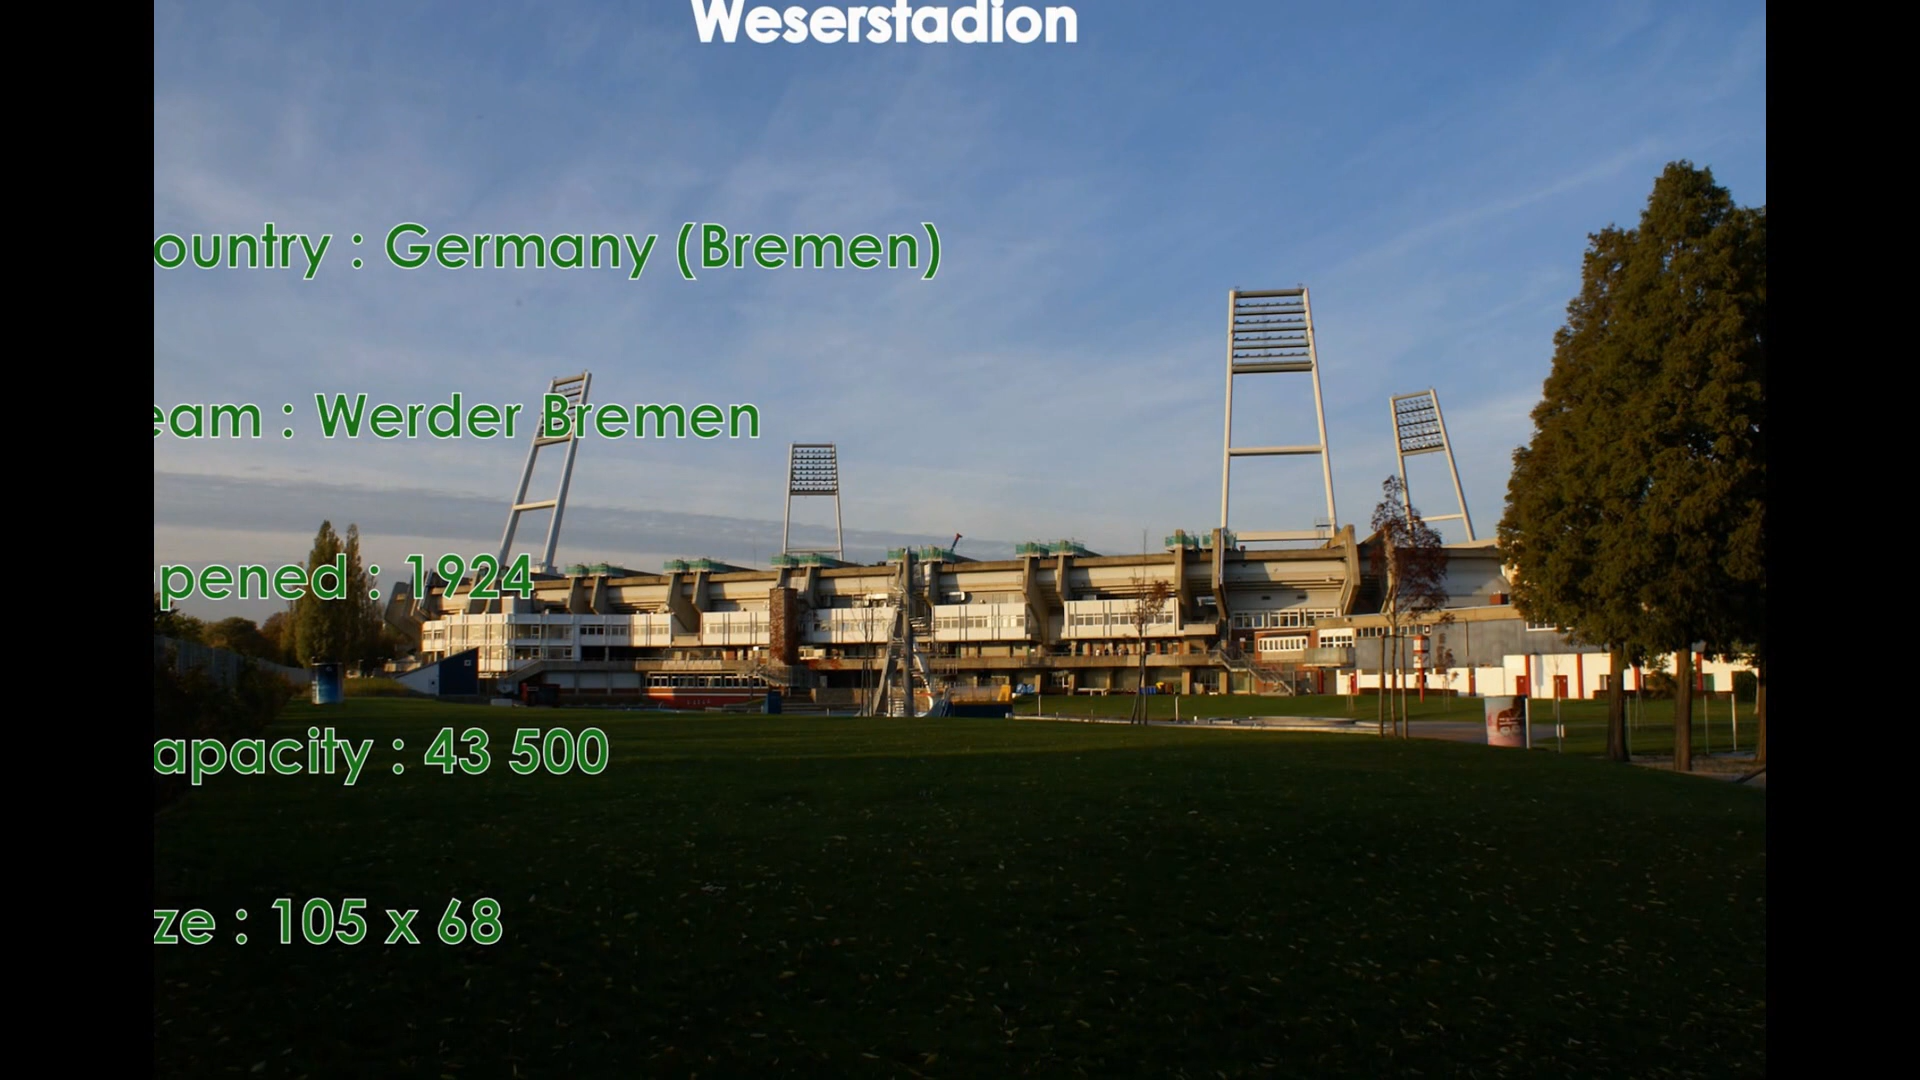 Weserstadion
ountry : Germany (Bremen)
eam : Werder Bremen
pened : 1924
apacity : 43 500
ze : 105 x 68